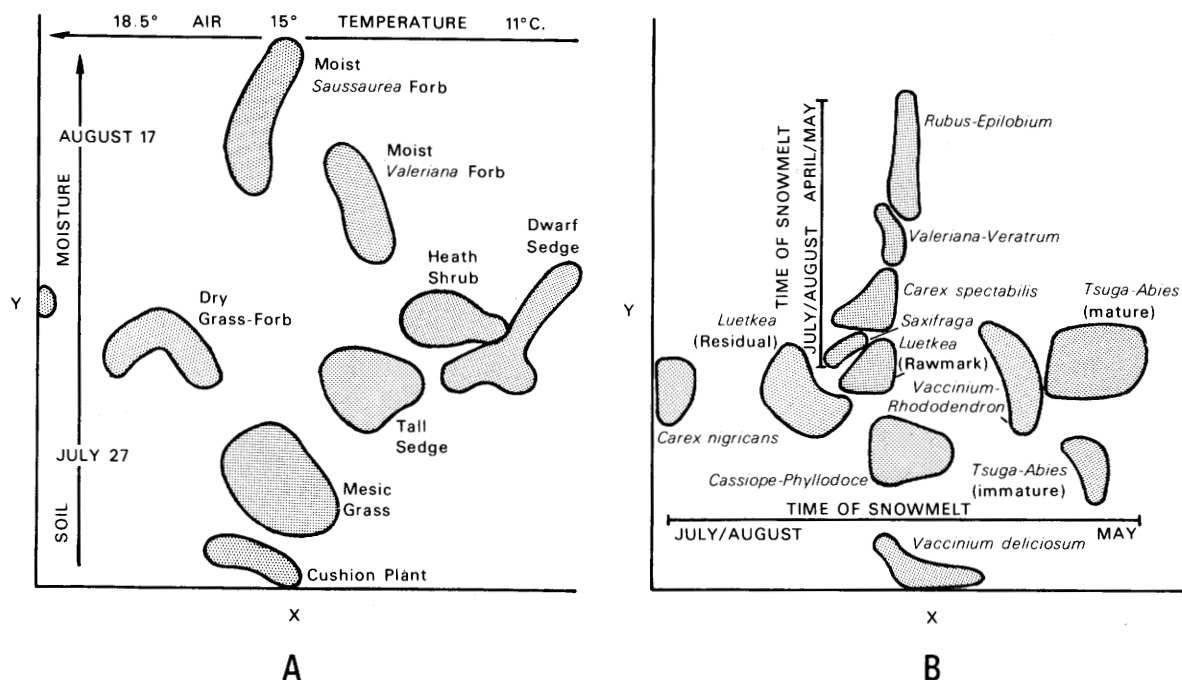 18.5° AIR 15° TEMPERATURE 11°C.
Moist
Saussaurea Forb
AUGUST 17
Moist
Valeriana Forb
MOISTURE
Dwarf
Sedge
Heath
Shrub
Y
Dry
Grass-Forb
Tall
Sedge
JULY 27
Mesic
Grass
SOIL
Cushion Plant
X
A
Rubus-Epilobium
TIME OF SNOWMELT
JULY/AUGUST APRIL/MAY
Valeriana-Veratrum
Carex spectabilis
Tsuga-Abies
(mature)
Y
Luetkea
(Residual)
Saxifraga
Luetkea
(Rawmark)
Vaccinium-
Rhododendron
Carex nigricans
Cassiope-Phyllodoce
Tsuga-Abies
(immature)
TIME OF SNOWMELT
JULY/AUGUST MAY
Vaccinium deliciosum
X
B